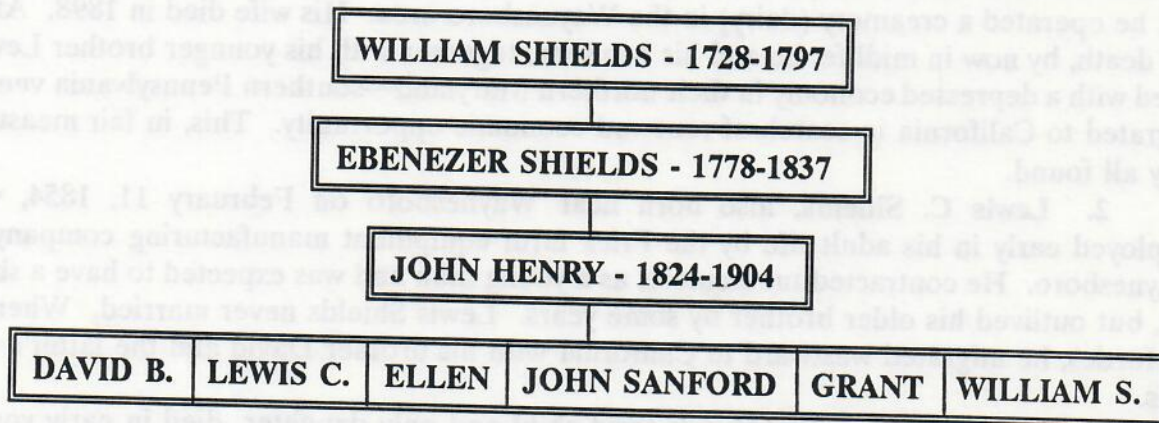 WILLIAM SHIELDS - 1728-1797
EBENEZER SHIELDS - 1778-1837
JOHN HENRY - 1824-1904
DAVID B. LEWIS C. ELLEN JOHN SANFORD GRANT WILLIAM S.